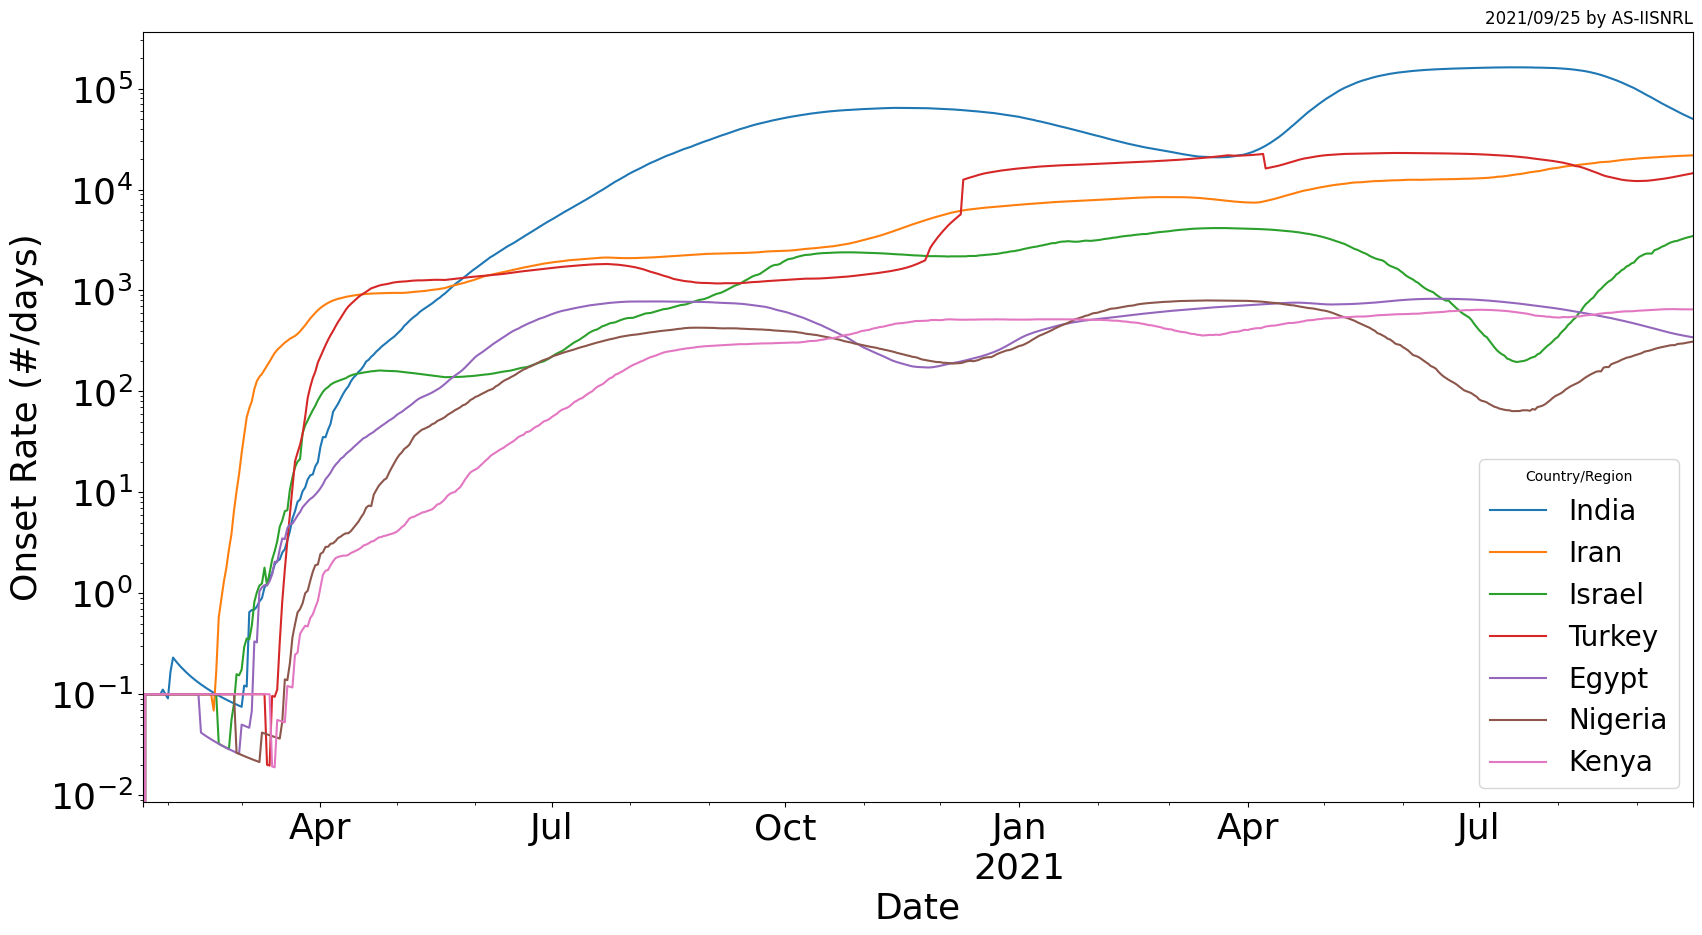 2021/09/25 by AS-IISNRL
Onset Rate (#/days)
10^5
10^4
10^3
10^2
10^1
10^0
10^-1
10^-2
Country/Region
India
Iran
Israel
Turkey
Egypt
Nigeria
Kenya
Apr Jul Oct Jan Apr Jul
2021
Date